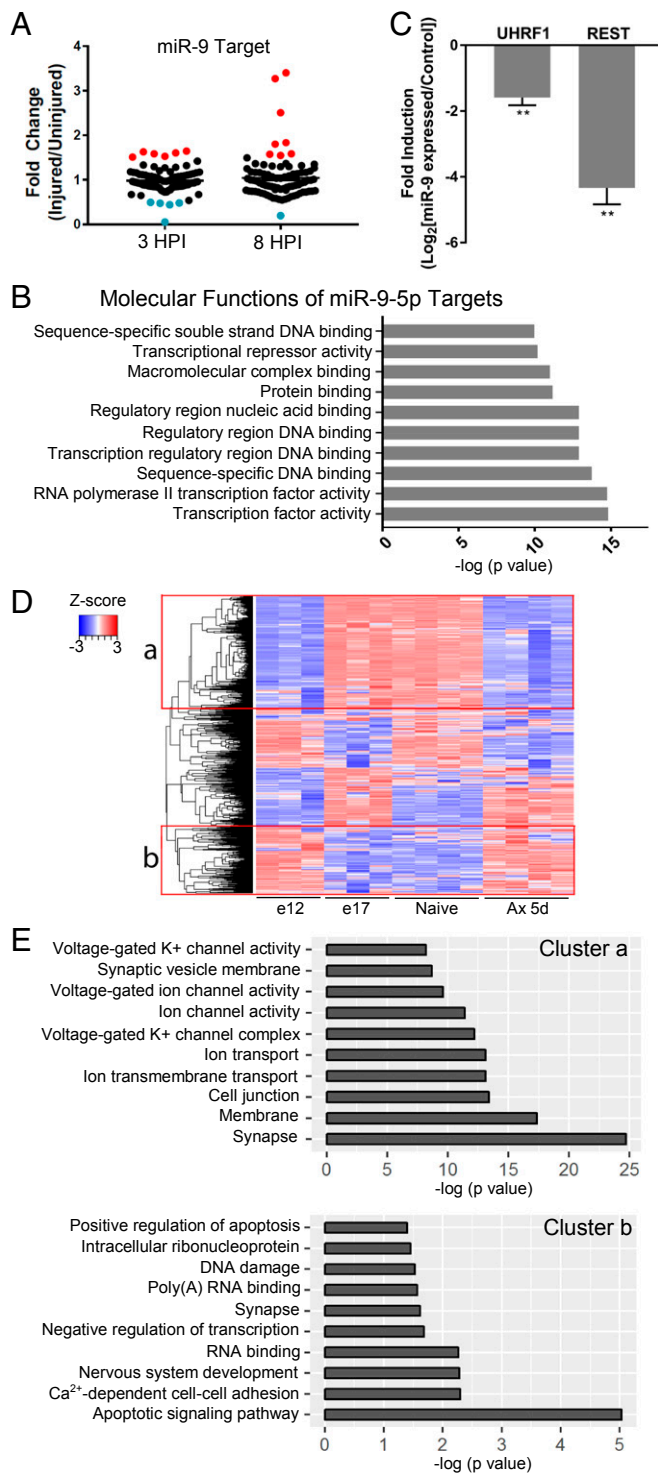 A
miR-9 Target
Fold Change
(Injured/Uninjured)
4
3
2
1
0
3 HPI
8 HPI
C
UHRF1
REST
Fold Induction
(Log2[miR-9 expressed/Control])
0
-2
-4
-6
**
**
B
Molecular Functions of miR-9-5p Targets
Sequence-specific souble strand DNA binding
Transcriptional repressor activity
Macromolecular complex binding
Protein binding
Regulatory region nucleic acid binding
Regulatory region DNA binding
Transcription regulatory region DNA binding
Sequence-specific DNA binding
RNA polymerase II transcription factor activity
Transcription factor activity
0
5
10
15
-log (p value)
D
Z-score
-3
3
a
b
e12
e17
Naive
Ax 5d
E
Cluster a
Voltage-gated K+ channel activity
Synaptic vesicle membrane
Voltage-gated ion channel activity
Ion channel activity
Voltage-gated K+ channel complex
Ion transport
Ion transmembrane transport
Cell junction
Membrane
Synapse
0 5 10 15 20 25
-log (p value)
Cluster b
Positive regulation of apoptosis
Intracellular ribonucleoprotein
DNA damage
Poly(A) RNA binding
Synapse
Negative regulation of transcription
RNA binding
Nervous system development
Ca2+-dependent cell-cell adhesion
Apoptotic signaling pathway
0 1 2 3 4 5
-log (p value)